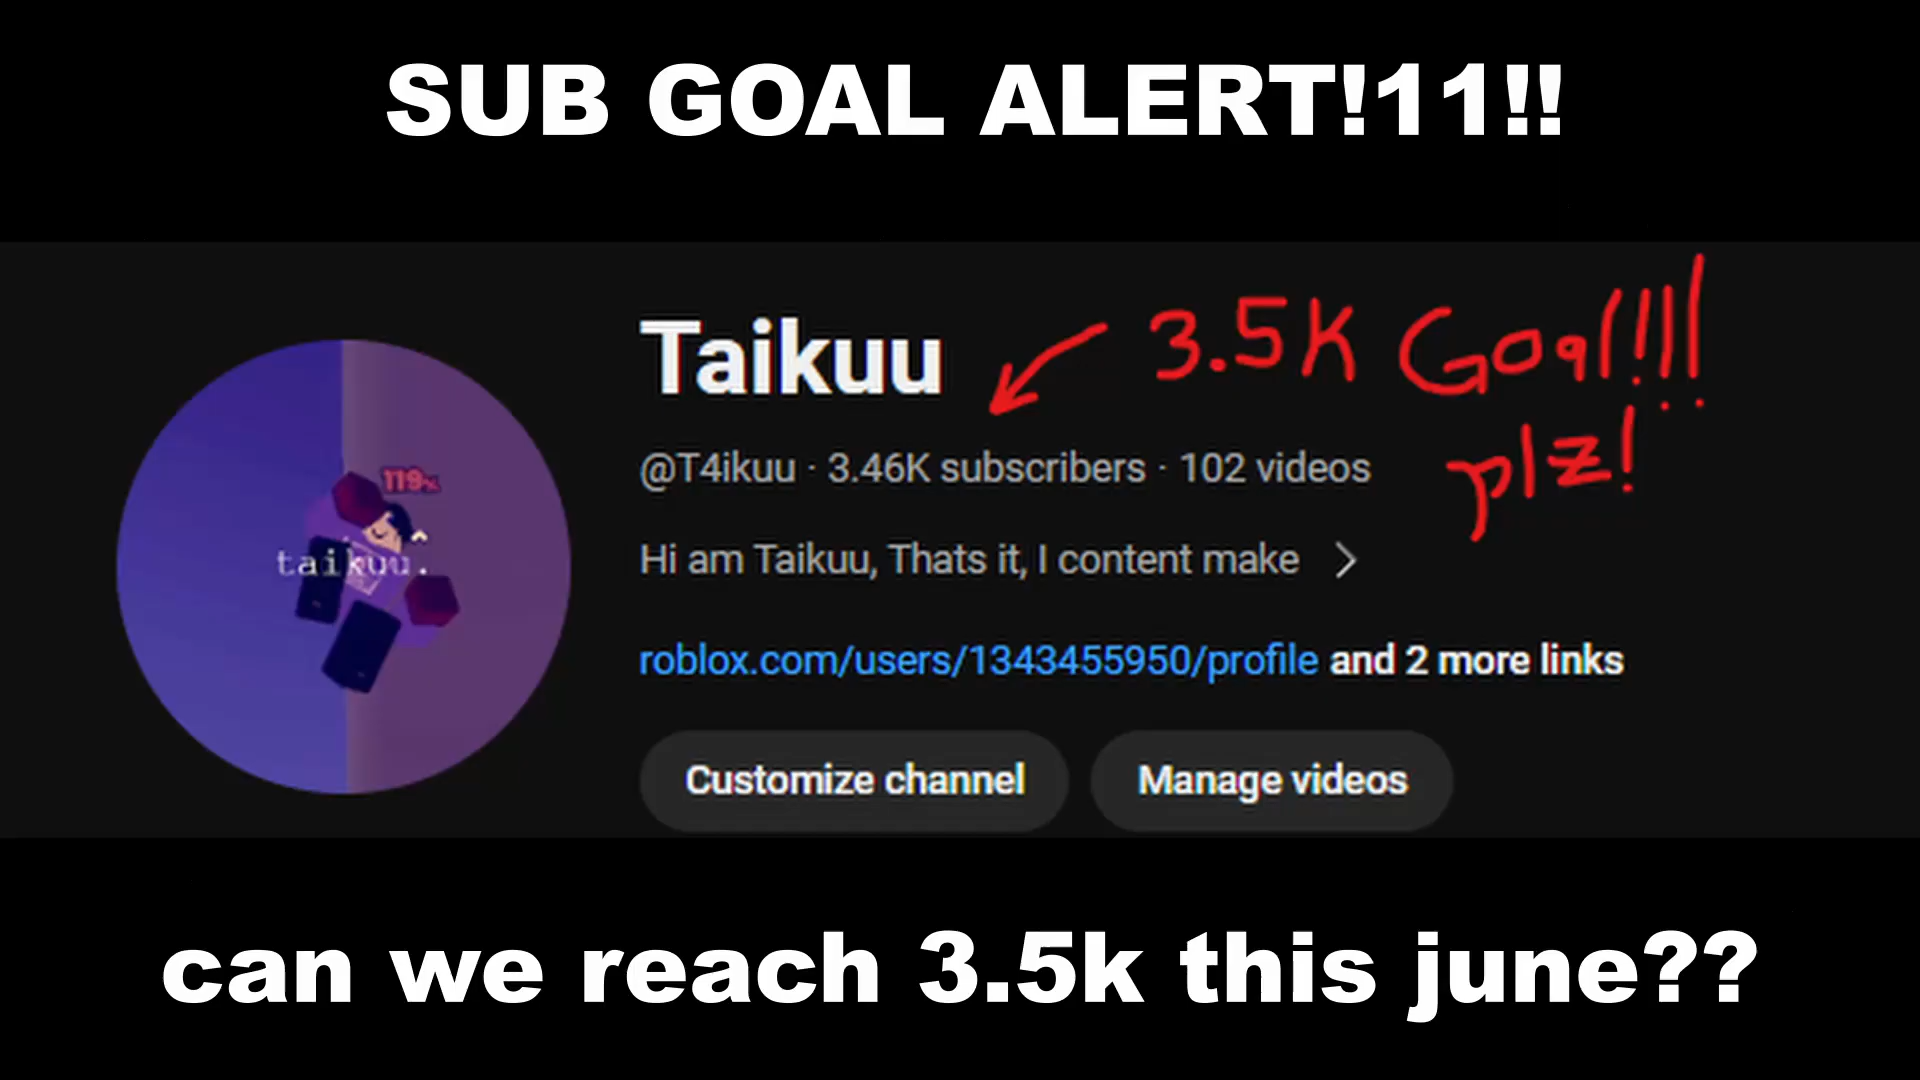 SUB GOAL ALERT!11!!
Taikuu
3.5K Goal!!!!
plz!
@T4ikuu · 3.46K subscribers · 102 videos
Hi am Taikuu, Thats it, I content make
119%
taikuu.
roblox.com/users/1343455950/profile and 2 more links
Customize channel
Manage videos
can we reach 3.5k this june??